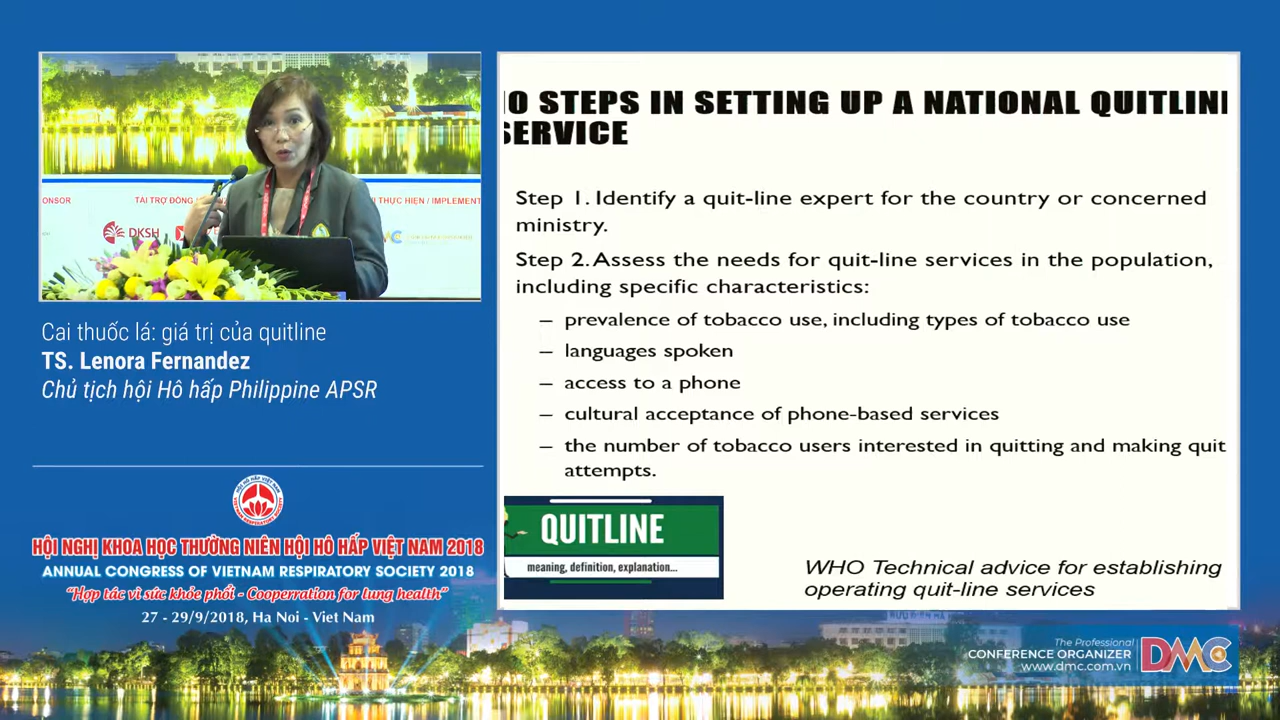 ONSOR
TÀI TRỢ ĐỒNG
THỰC HIỆN / IMPLEMENT
DKSH
Cai thuốc lá: giá trị của quitline
TS. Lenora Fernandez
Chủ tịch hội Hô hấp Philippine APSR
HỘI NGHỊ KHOA HỌC THƯỜNG NIÊN HỘI HÔ HẤP VIỆT NAM 2018
ANNUAL CONGRESS OF VIETNAM RESPIRATORY SOCIETY 2018
“Hợp tác vì sức khỏe phổi - Cooperration for lung health”
27 - 29/9/2018, Ha Noi - Viet Nam
IO STEPS IN SETTING UP A NATIONAL QUITLINE
SERVICE
Step 1. Identify a quit-line expert for the country or concerned
ministry.
Step 2. Assess the needs for quit-line services in the population,
including specific characteristics:
– prevalence of tobacco use, including types of tobacco use
– languages spoken
– access to a phone
– cultural acceptance of phone-based services
– the number of tobacco users interested in quitting and making quit
attempts.
QUITLINE
meaning, definition, explanation...
WHO Technical advice for establishing
operating quit-line services
The Professional
CONFERENCE ORGANIZER
www.dmc.com.vn
DMC